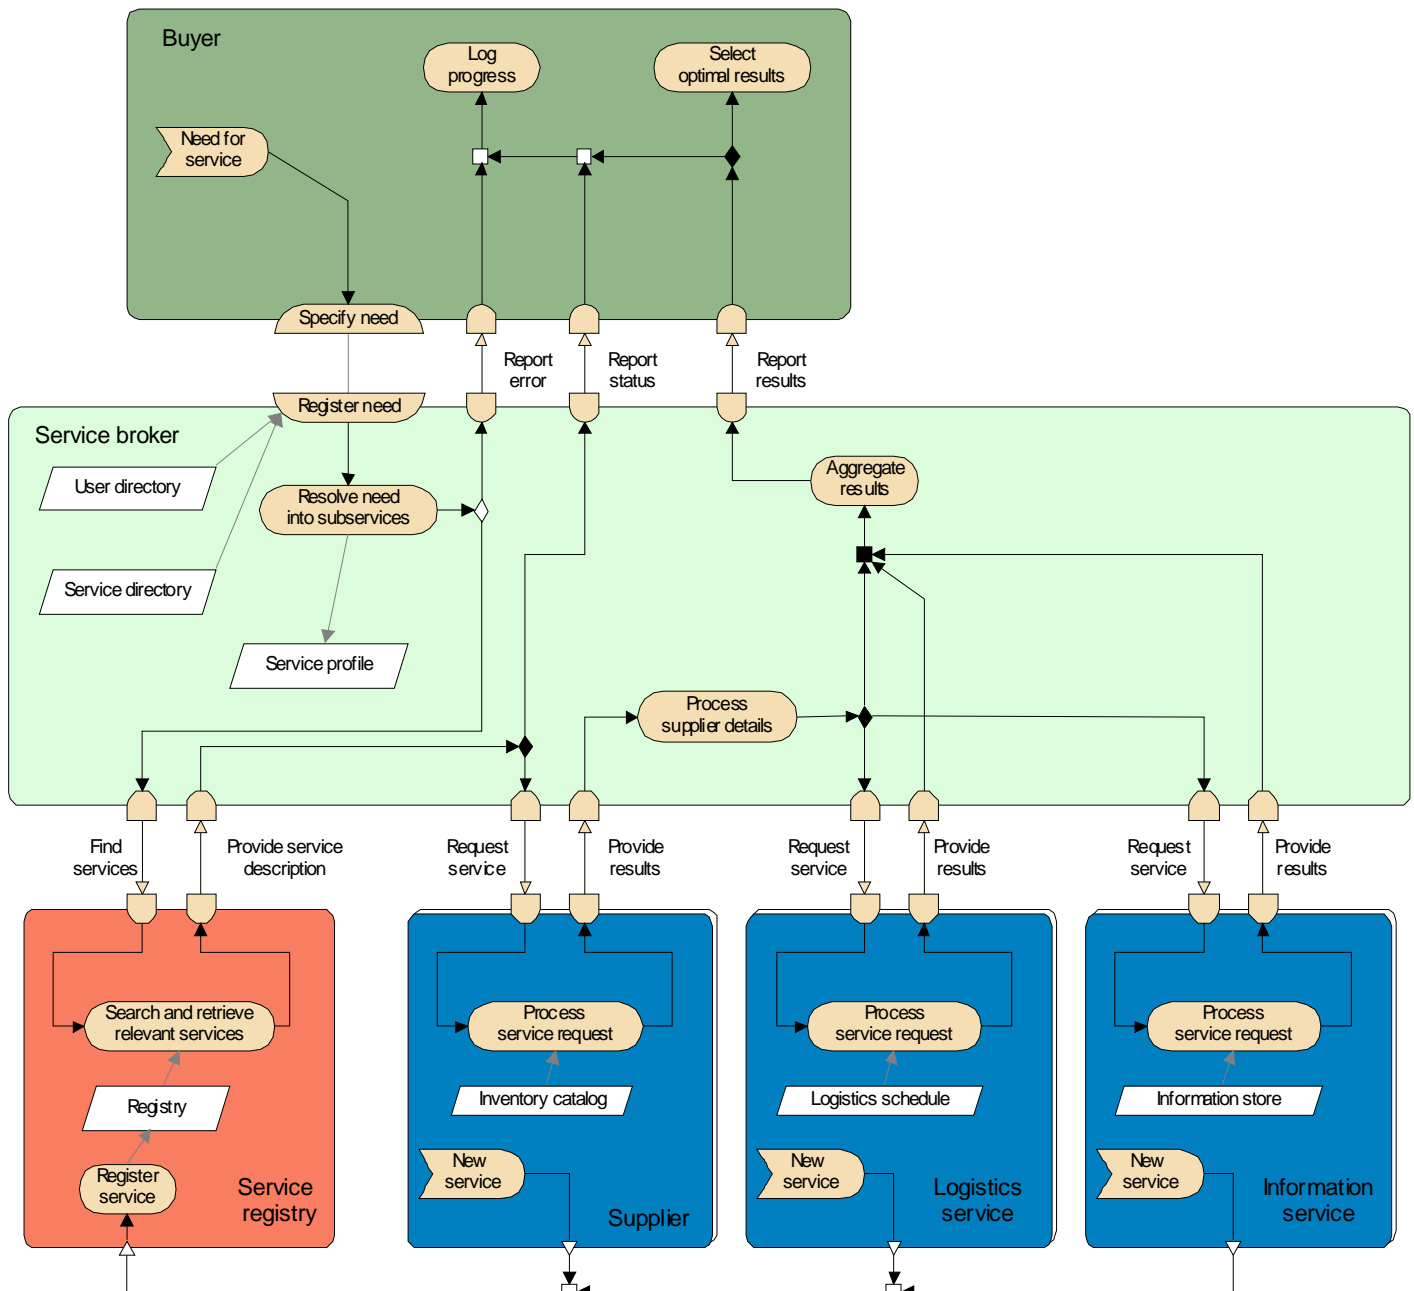 Buyer
Log
progress
Select
optimal results
Need for
service
Specify need
Report
error
Report
status
Report
results
Register need
Service broker
User directory
Resolve need
into subservices
Aggregate
results
Service directory
Service profile
Process
supplier details
Find
services
Provide service
description
Request
service
Provide
results
Request
service
Provide
results
Request
service
Provide
results
Search and retrieve
relevant services
Process
service request
Process
service request
Process
service request
Registry
Inventory catalog
Logistics schedule
Information store
Register
service
Service
registry
New
service
Supplier
New
service
Logistics
service
New
service
Information
service